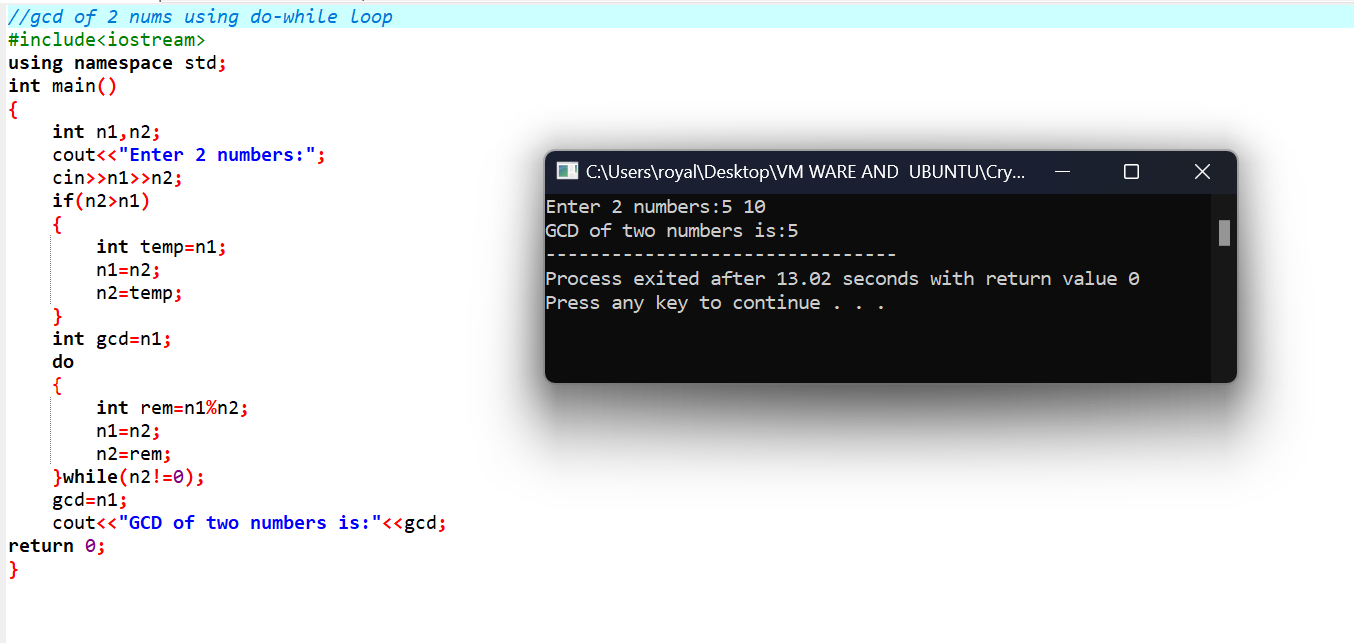 //gcd of 2 nums using do-while loop
#include<iostream>
using namespace std;
int main()
{
    int n1,n2;
    cout<<"Enter 2 numbers:";
    cin>>n1>>n2;
    if(n2>n1)
    {
        int temp=n1;
        n1=n2;
        n2=temp;
    }
    int gcd=n1;
    do
    {
        int rem=n1%n2;
        n1=n2;
        n2=rem;
    }while(n2!=0);
    gcd=n1;
    cout<<"GCD of two numbers is:"<<gcd;
return 0;
}
C:\Users\royal\Desktop\VM WARE AND  UBUNTU\Cry...
Enter 2 numbers:5 10
GCD of two numbers is:5
--------------------------------
Process exited after 13.02 seconds with return value 0
Press any key to continue . . .